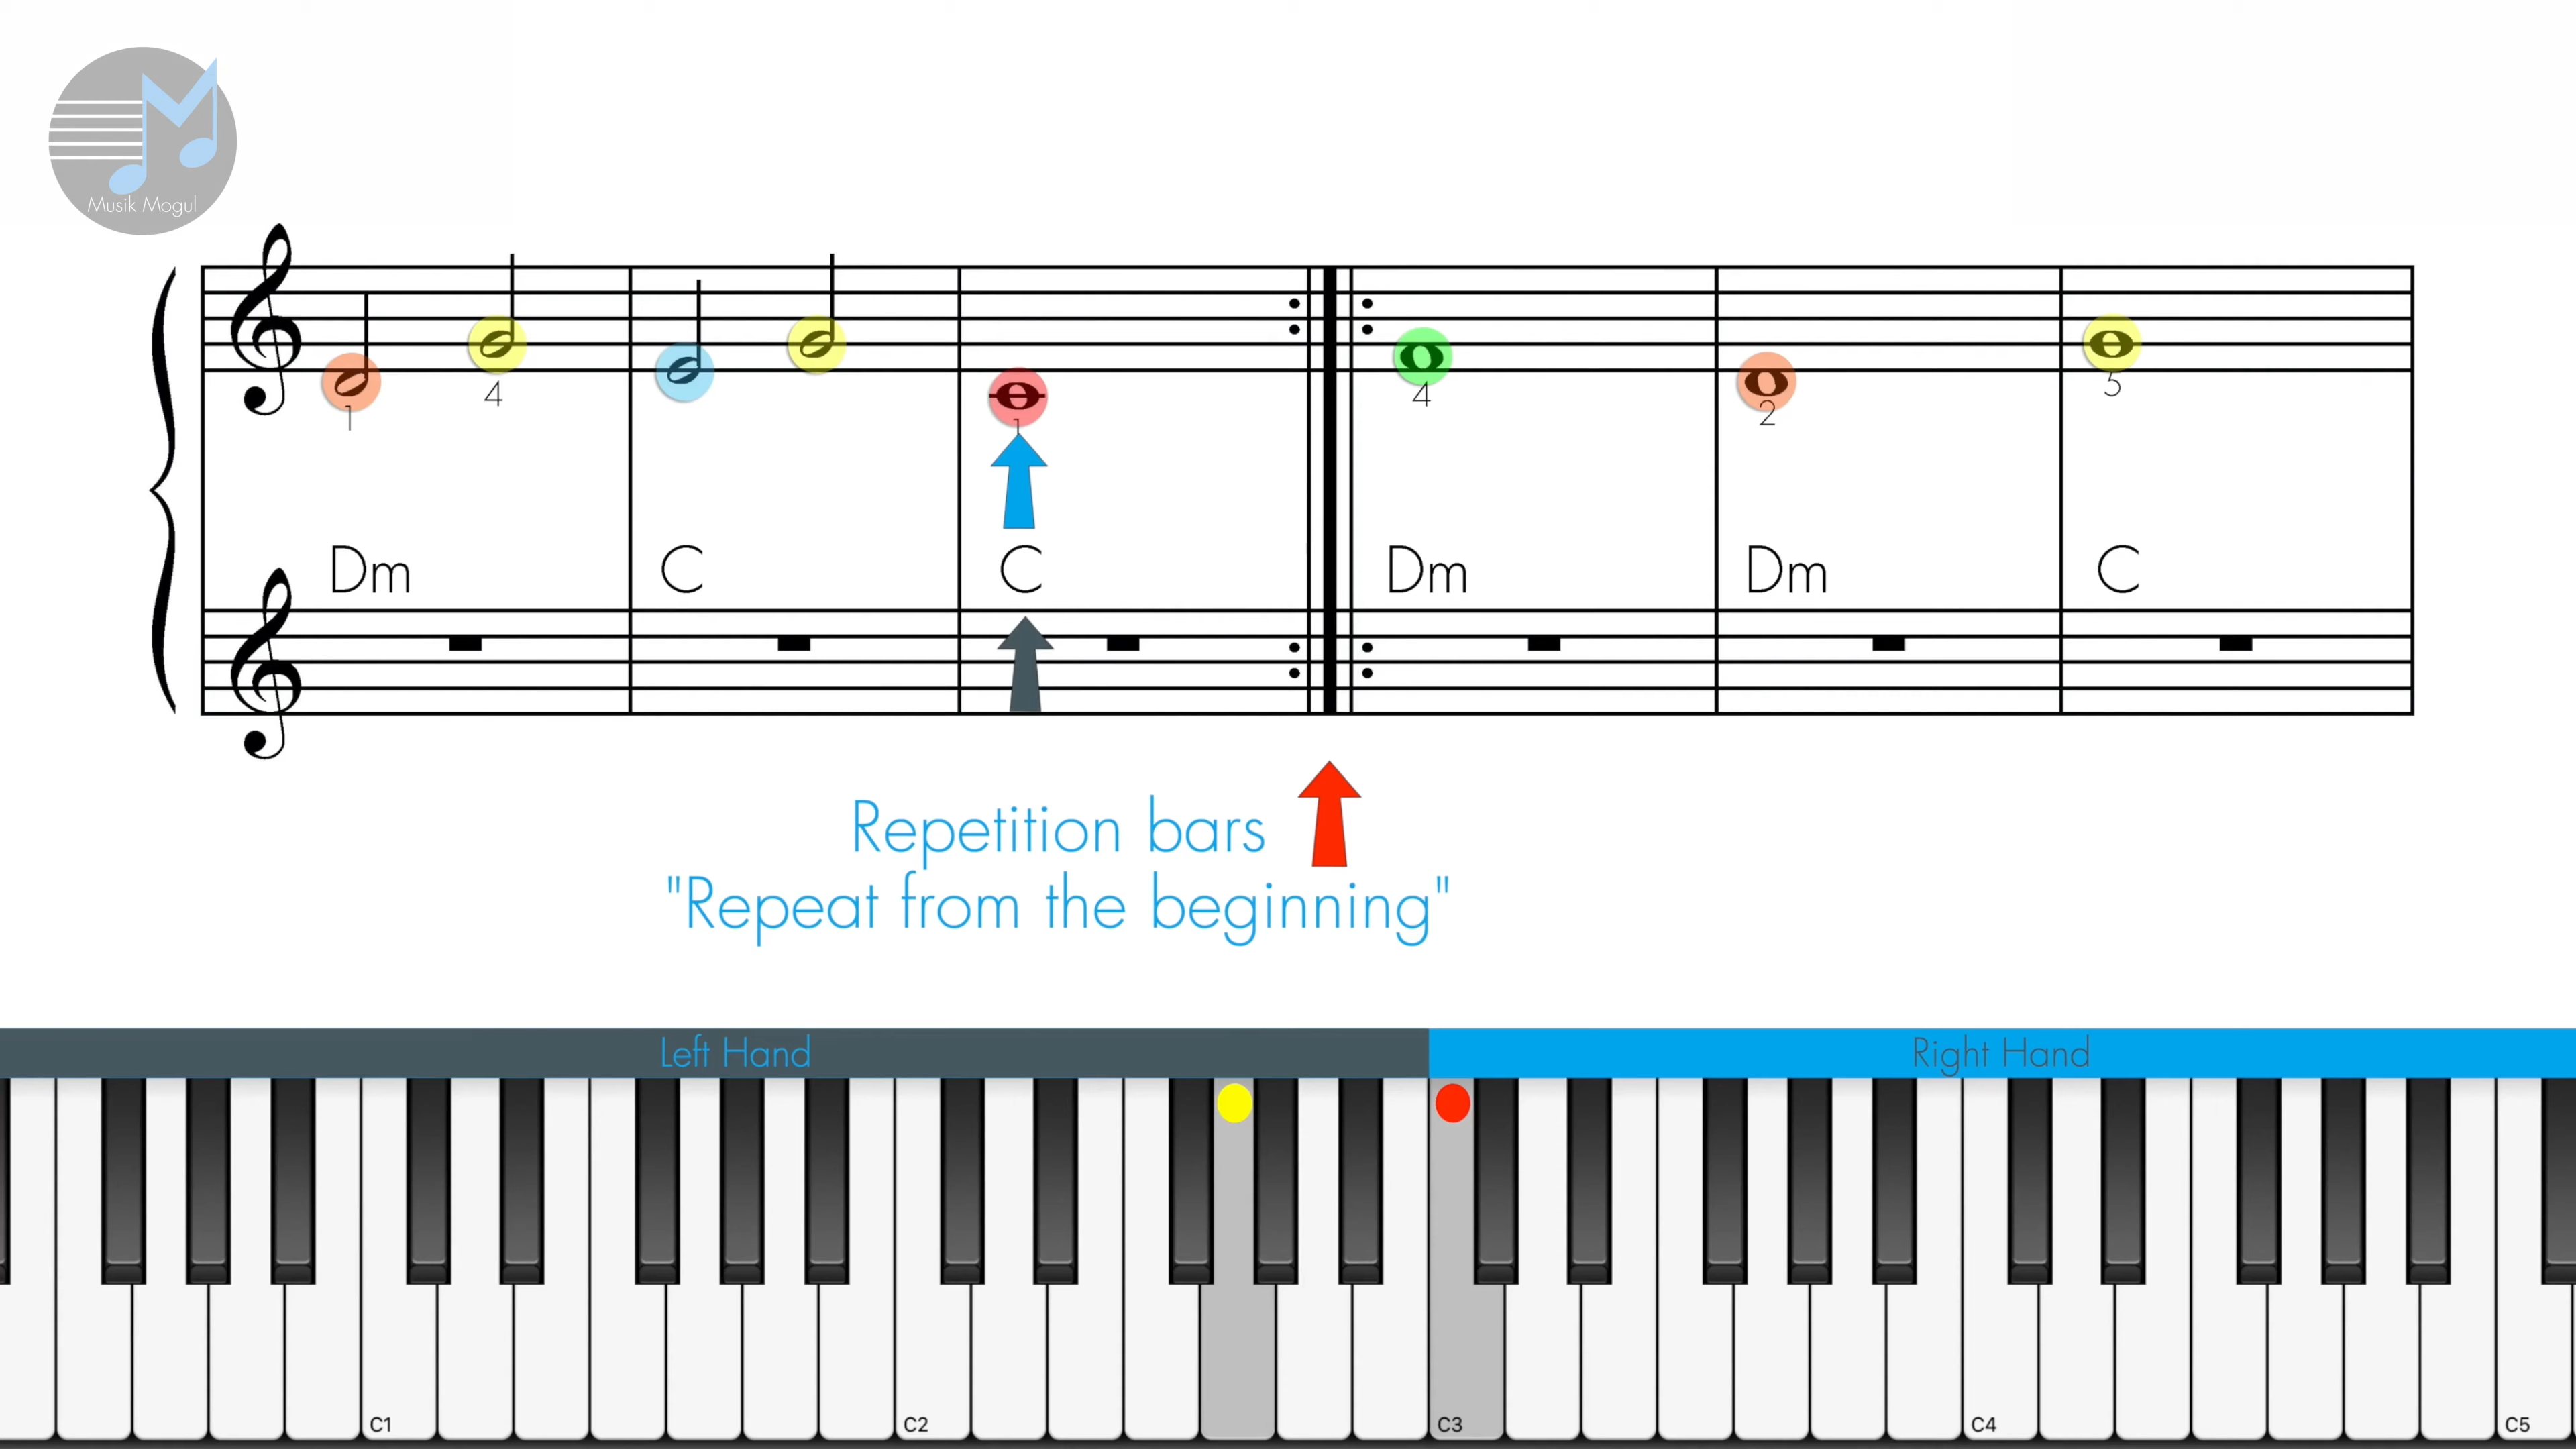 Musik Mogul
1 4 1 4 2 5
Dm C C Dm Dm C
Repetition bars
"Repeat from the beginning"
Left Hand Right Hand
C1 C2 C3 C4 C5